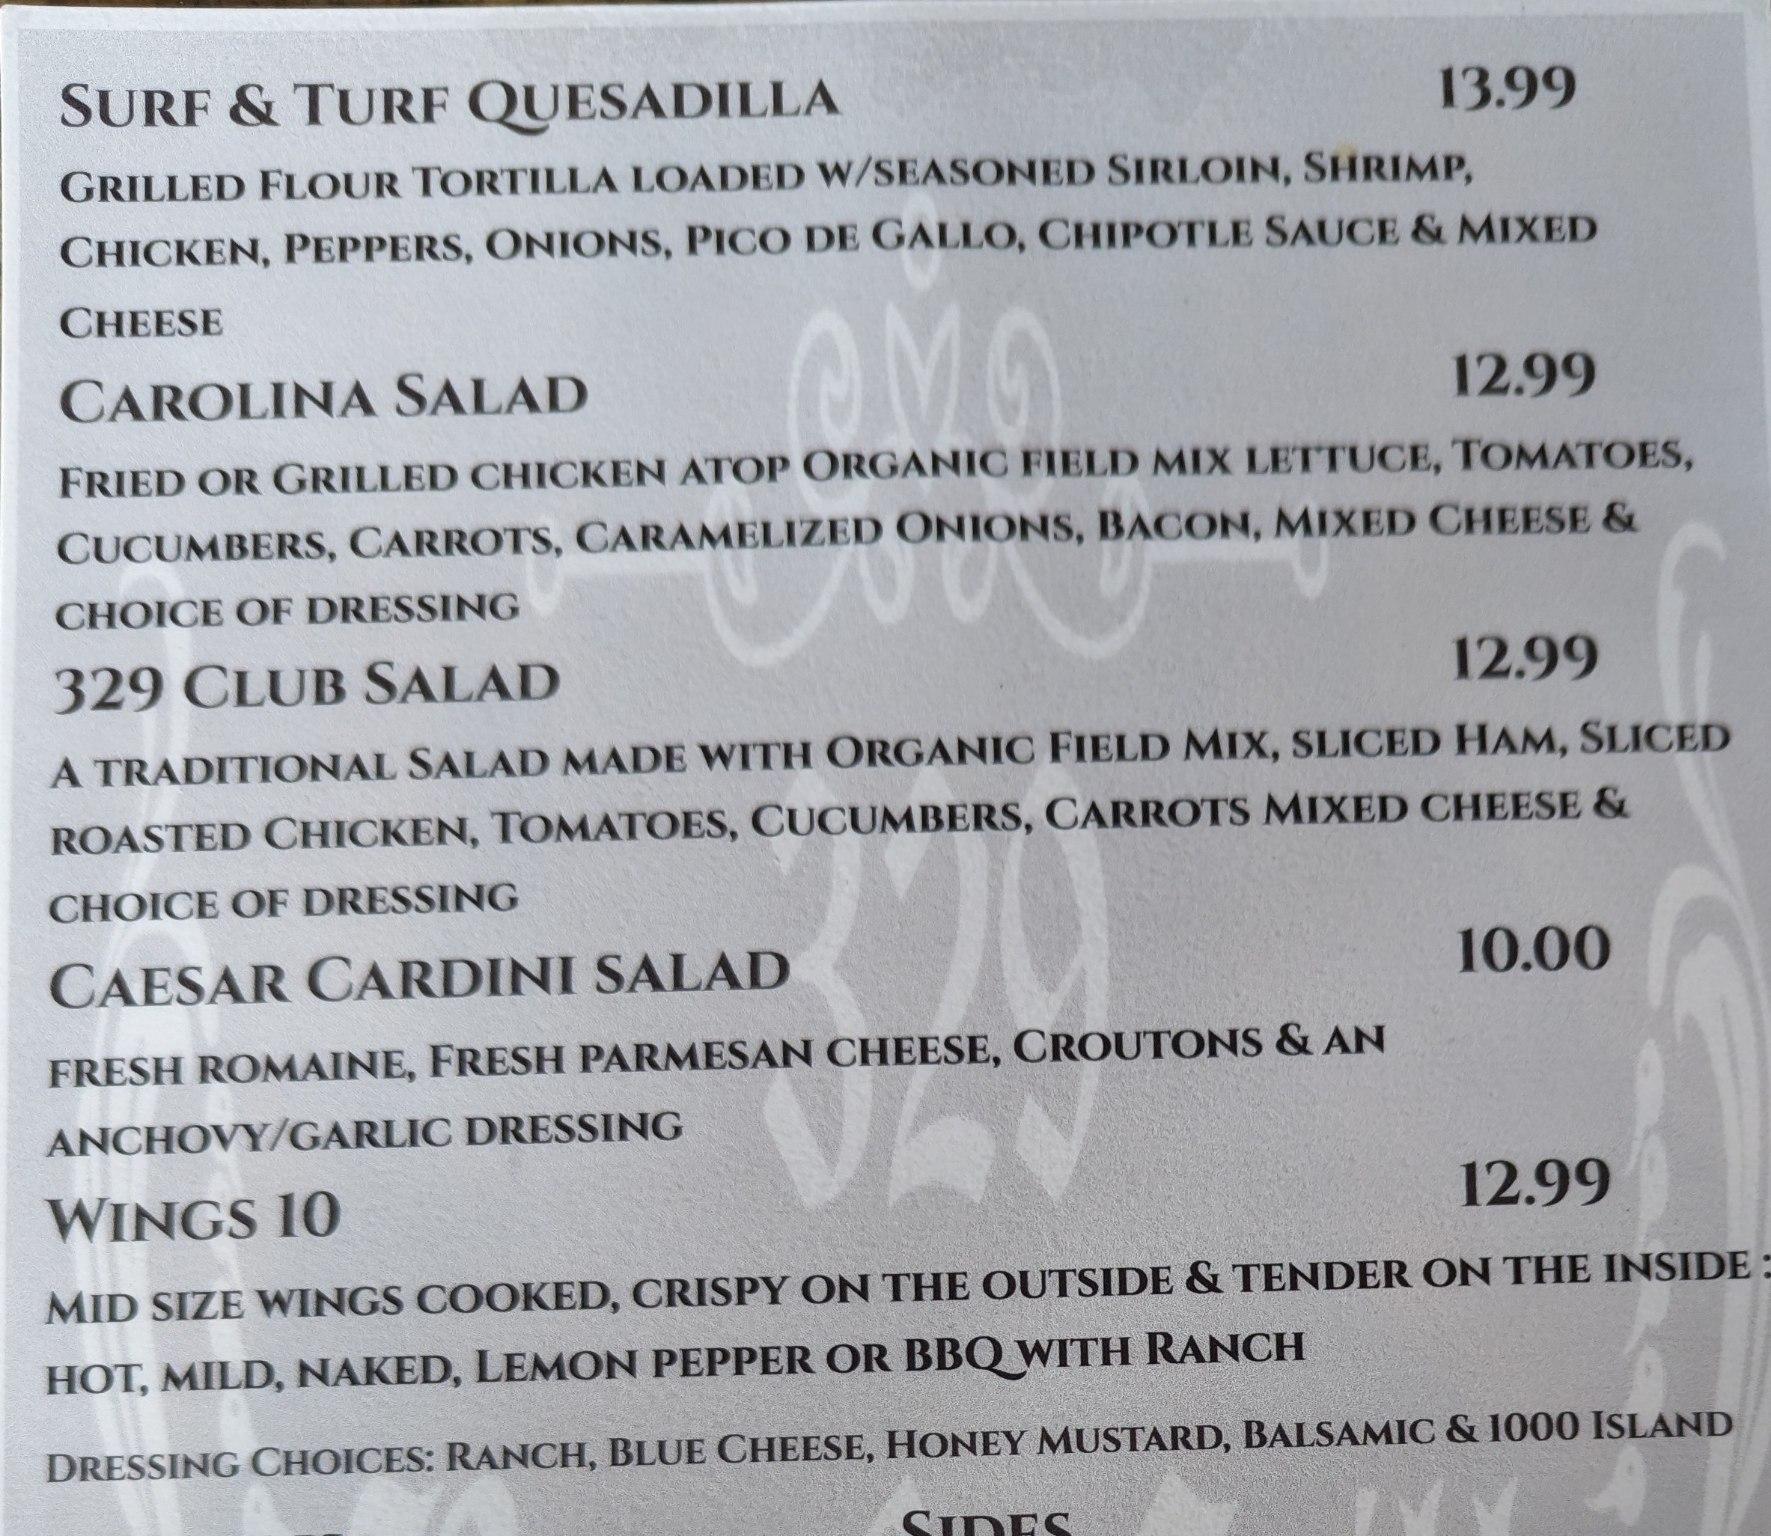 Surf & Turf Quesadilla 13.99
Grilled Flour Tortilla loaded w/seasoned Sirloin, Shrimp,
Chicken, Peppers, Onions, Pico de Gallo, Chipotle Sauce & Mixed
Cheese
Carolina Salad 12.99
Fried or Grilled chicken atop Organic field mix lettuce, Tomatoes,
Cucumbers, Carrots, Caramelized Onions, Bacon, Mixed Cheese &
choice of dressing
329 Club Salad 12.99
A traditional Salad made with Organic Field Mix, sliced Ham, Sliced
roasted Chicken, Tomatoes, Cucumbers, Carrots Mixed cheese &
choice of dressing
Caesar Cardini salad 10.00
fresh romaine, Fresh parmesan cheese, Croutons & an
anchovy/garlic dressing
Wings 10 12.99
Mid size wings cooked, crispy on the outside & tender on the inside :
hot, mild, naked, Lemon pepper or BBQ with Ranch
Dressing Choices: Ranch, Blue Cheese, Honey Mustard, Balsamic & 1000 Island
Sides
329